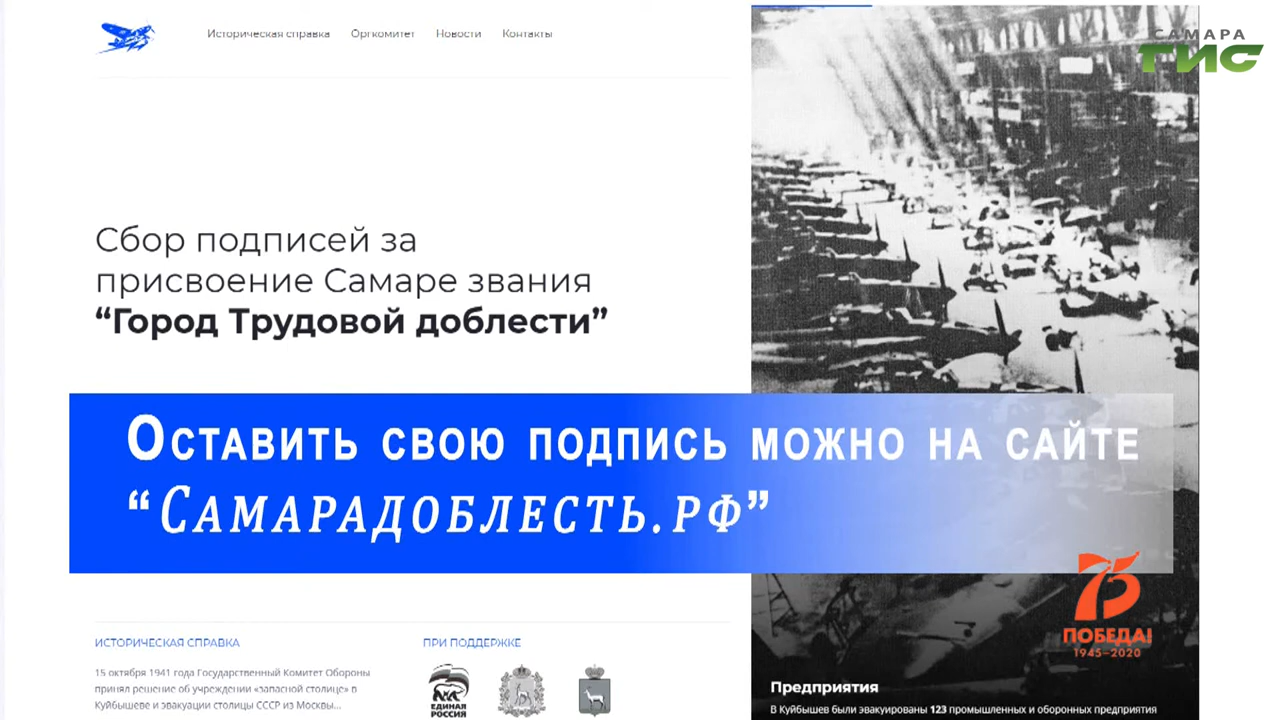 Историческая справка Оргкомитет Новости Контакты
САМАРА
ГИС
Сбор подписей за
присвоение Самаре звания
“Город Трудовой доблести”
Оставить свою подпись можно на сайте
“Самарадоблесть.рф”
75
ПОБЕДА!
1945–2020
ИСТОРИЧЕСКАЯ СПРАВКА
15 октября 1941 года Государственный Комитет Обороны
принял решение об учреждении «запасной столице» в
Куйбышеве и эвакуации столицы СССР из Москвы...
ПРИ ПОДДЕРЖКЕ
ЕДИНАЯ
РОССИЯ
Предприятия
В Куйбышев были эвакуированы 123 промышленных и оборонных предприятия